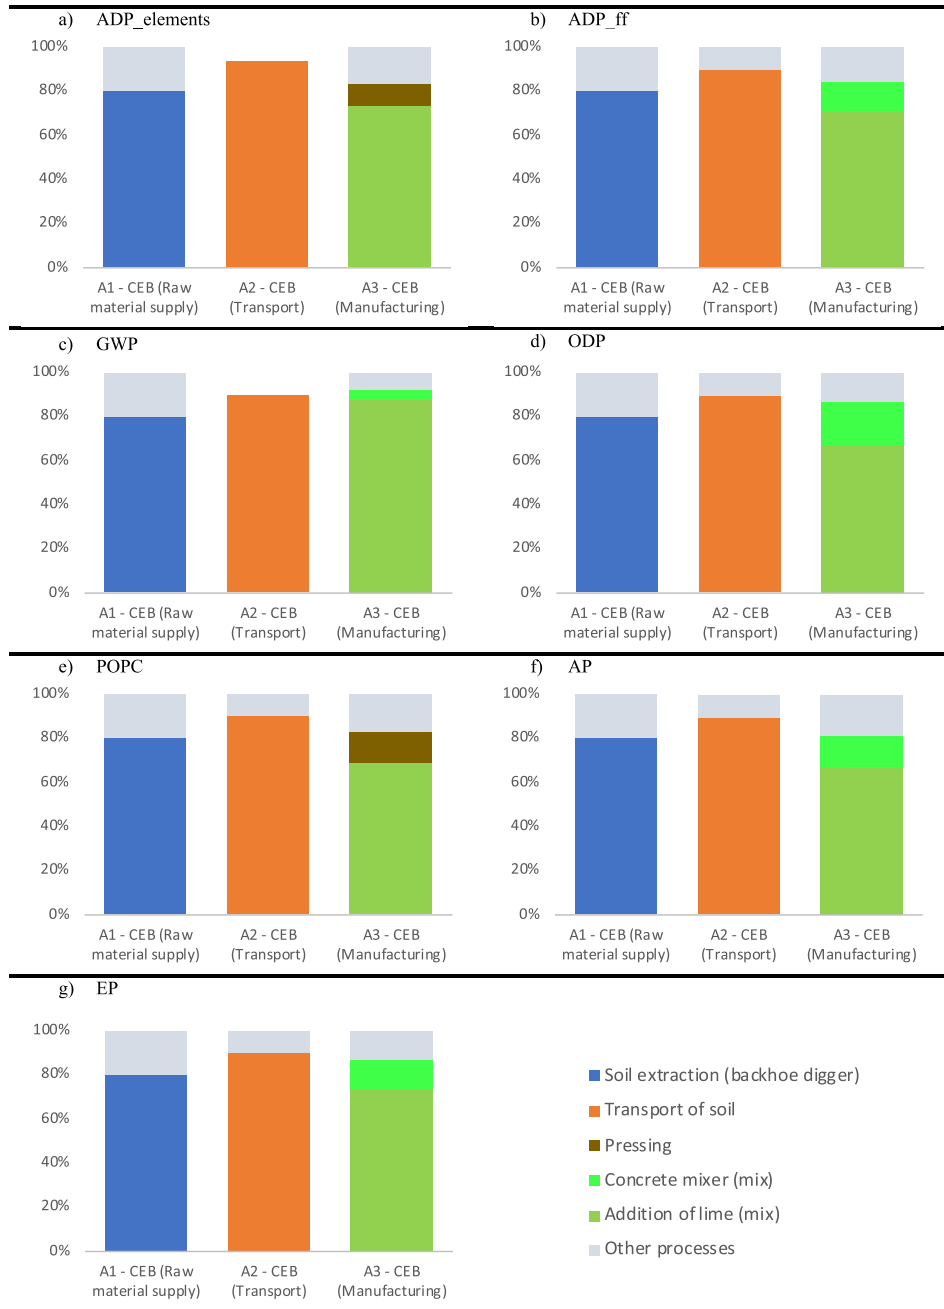 a) ADP_elements
100%
80%
60%
40%
20%
0%
A1 - CEB (Raw
material supply)
A2 - CEB
(Transport)
A3 - CEB
(Manufacturing)
b) ADP_ff
100%
80%
60%
40%
20%
0%
A1 - CEB (Raw
material supply)
A2 - CEB
(Transport)
A3 - CEB
(Manufacturing)
c) GWP
100%
80%
60%
40%
20%
0%
A1 - CEB (Raw
material supply)
A2 - CEB
(Transport)
A3 - CEB
(Manufacturing)
d) ODP
100%
80%
60%
40%
20%
0%
A1 - CEB (Raw
material supply)
A2 - CEB
(Transport)
A3 - CEB
(Manufacturing)
e) POPC
100%
80%
60%
40%
20%
0%
A1 - CEB (Raw
material supply)
A2 - CEB
(Transport)
A3 - CEB
(Manufacturing)
f) AP
100%
80%
60%
40%
20%
0%
A1 - CEB (Raw
material supply)
A2 - CEB
(Transport)
A3 - CEB
(Manufacturing)
g) EP
100%
80%
60%
40%
20%
0%
A1 - CEB (Raw
material supply)
A2 - CEB
(Transport)
A3 - CEB
(Manufacturing)
Soil extraction (backhoe digger)
Transport of soil
Pressing
Concrete mixer (mix)
Addition of lime (mix)
Other processes